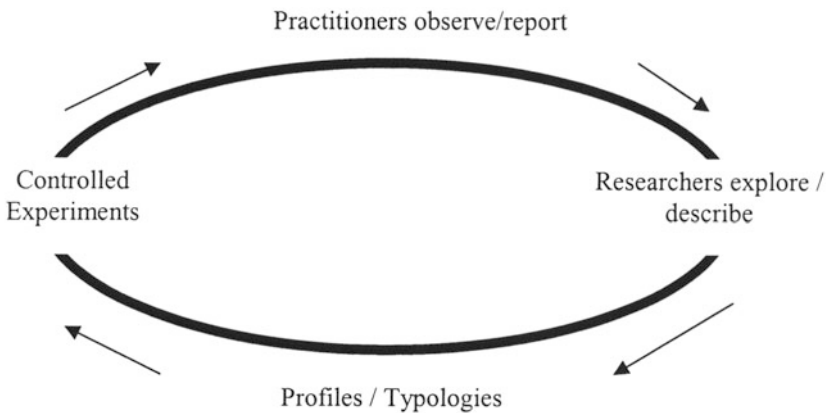 Practitioners observe/report
Controlled
Experiments
Researchers explore /
describe
Profiles / Typologies